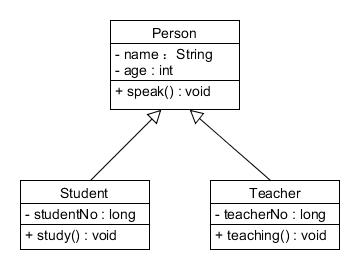 Person
- name： String
- age : int
+ speak() : void
Student
- studentNo : long
+ study() : void
Teacher
- teacherNo : long
+ teaching() : void